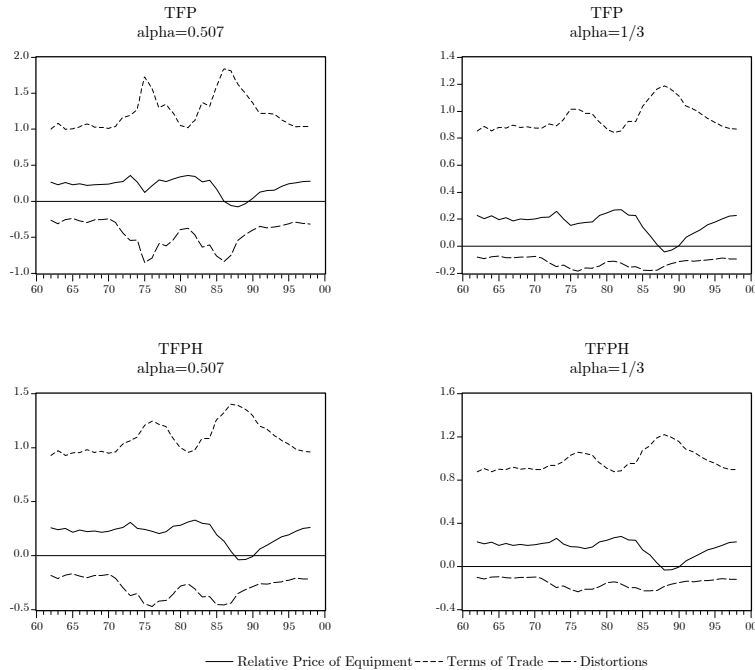 TFP
alpha=0.507
2.0
1.5
1.0
0.5
0.0
-0.5
-1.0
60 65 70 75 80 85 90 95 00
TFP
alpha=1/3
1.4
1.2
1.0
0.8
0.6
0.4
0.2
0.0
-0.2
60 65 70 75 80 85 90 95 00
TFPH
alpha=0.507
1.5
1.0
0.5
0.0
-0.5
60 65 70 75 80 85 90 95 00
TFPH
alpha=1/3
1.6
1.2
0.8
0.4
0.0
-0.4
60 65 70 75 80 85 90 95 00
Relative Price of Equipment Terms of Trade Distortions